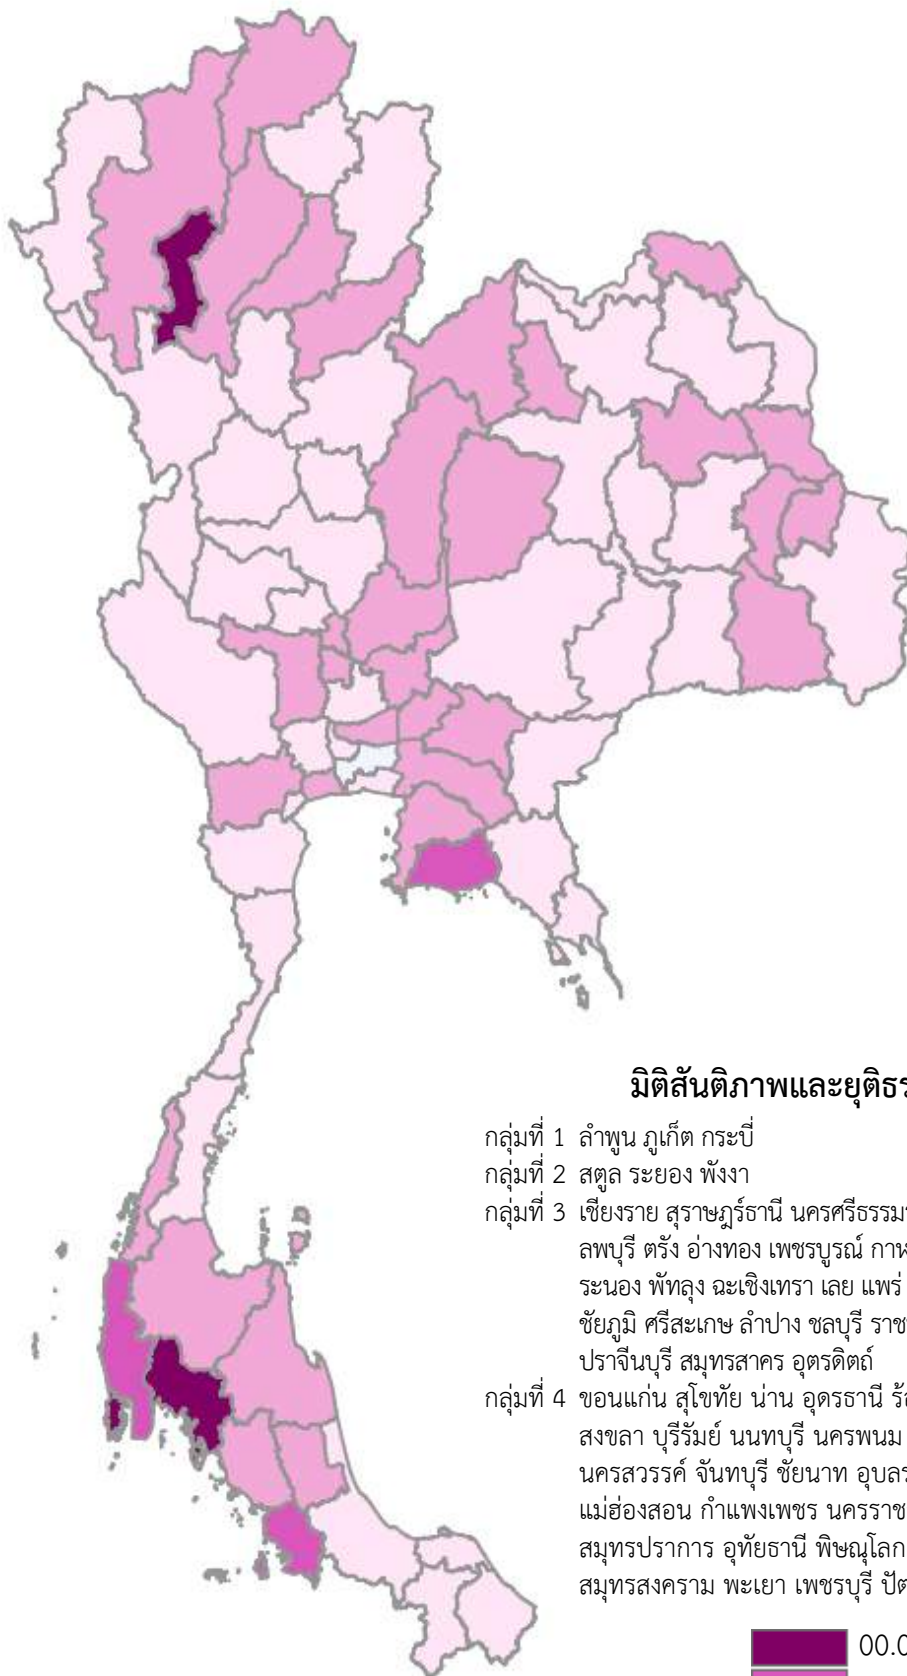 มิติสันติภาพและยุติธร
กลุ่มที่ 1 ลำพูน ภูเก็ต กระบี่
กลุ่มที่ 2 สตูล ระยอง พังงา
กลุ่มที่ 3 เชียงราย สุราษฎร์ธานี นครศรีธรรม
ลพบุรี ตรัง อ่างทอง เพชรบูรณ์ กาฬ
ระนอง พัทลุง ฉะเชิงเทรา เลย แพร่
ชัยภูมิ ศรีสะเกษ ลำปาง ชลบุรี ราช
ปราจีนบุรี สมุทรสาคร อุตรดิตถ์
กลุ่มที่ 4 ขอนแก่น สุโขทัย น่าน อุดรธานี ร้อ
สงขลา บุรีรัมย์ นนทบุรี นครพนม
นครสวรรค์ จันทบุรี ชัยนาท อุบลร
แม่ฮ่องสอน กำแพงเพชร นครราช
สมุทรปราการ อุทัยธานี พิษณุโลก
สมุทรสงคราม พะเยา เพชรบุรี ปัต
00.0